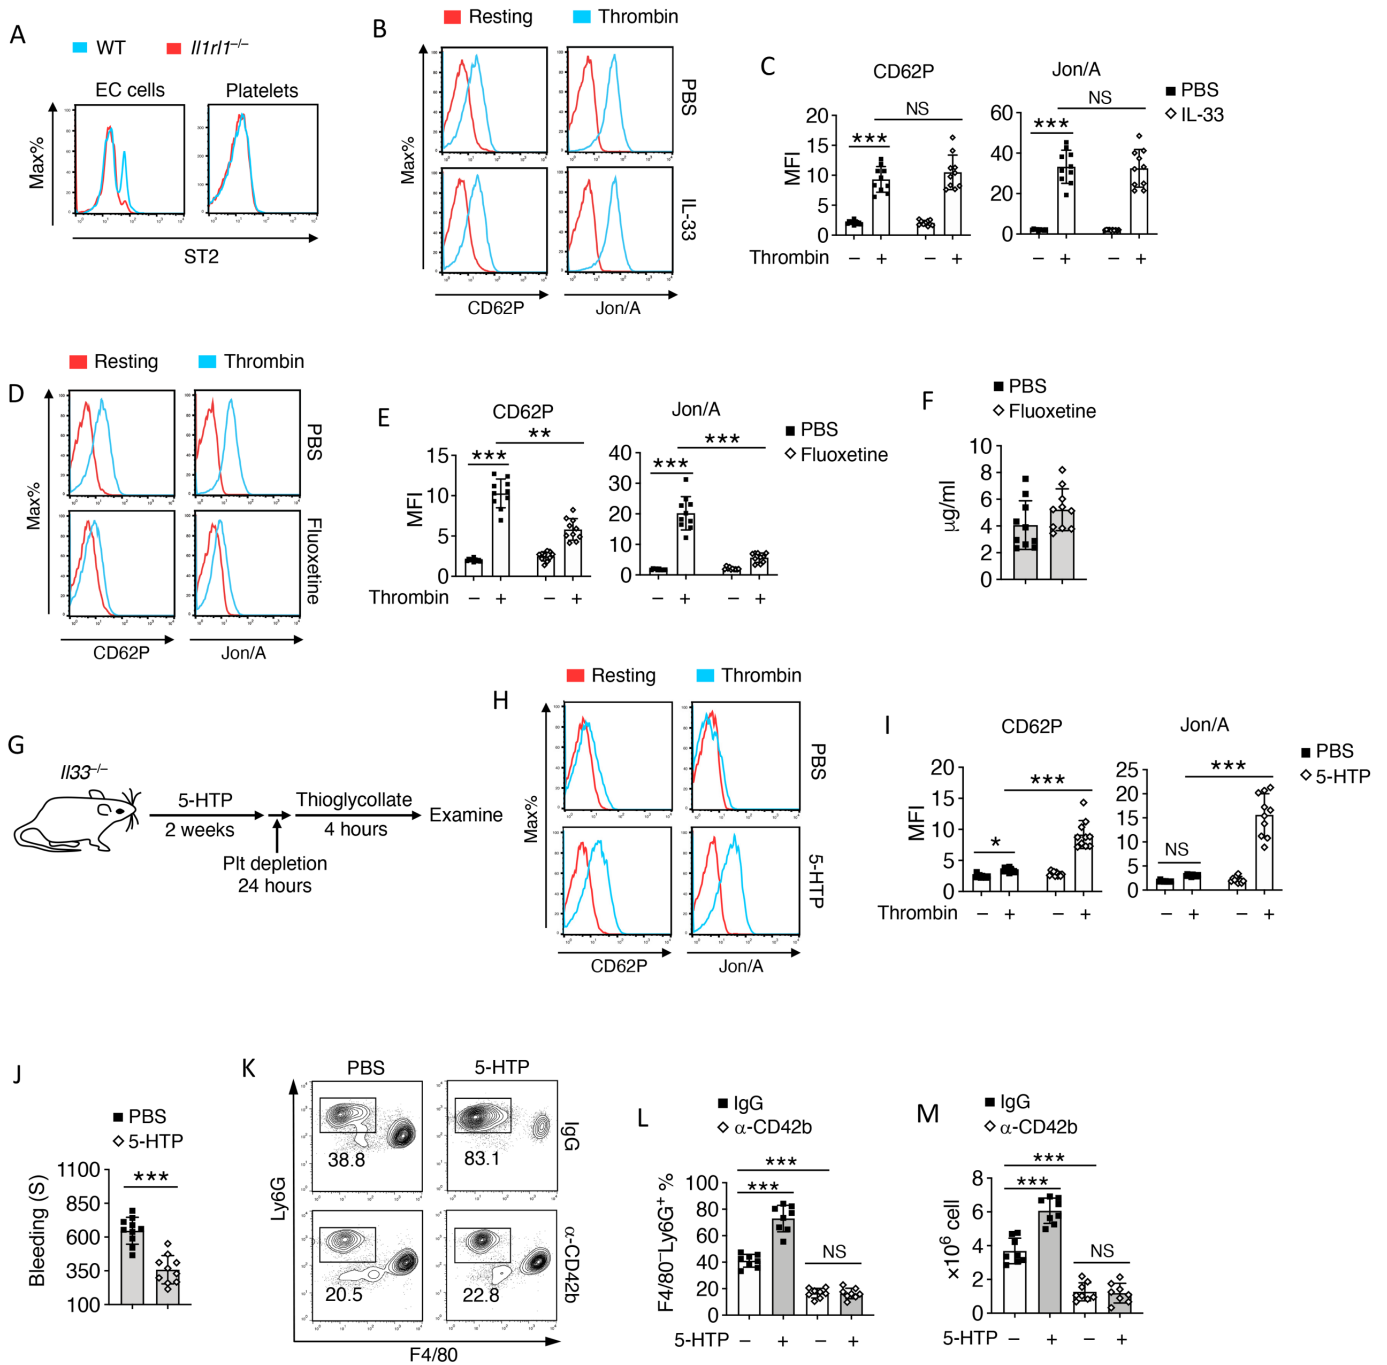 A
WT
Il1rl1–/–
EC cells
Platelets
Max%
ST2
B
Resting
Thrombin
PBS
IL-33
Max%
CD62P
Jon/A
C
CD62P
Jon/A
PBS
IL-33
NS
NS
***
***
MFI
20
15
10
5
0
60
40
20
0
Thrombin
– + – +
– + – +
D
Resting
Thrombin
PBS
Fluoxetine
Max%
CD62P
Jon/A
E
CD62P
Jon/A
PBS
Fluoxetine
**
***
***
***
MFI
15
10
5
0
40
30
20
10
0
Thrombin
– + – +
– + – +
F
PBS
Fluoxetine
µg/ml
10
8
6
4
2
0
G
Il33–/–
5-HTP
2 weeks
Plt depletion
24 hours
Thioglycollate
4 hours
Examine
H
Resting
Thrombin
PBS
5-HTP
Max%
CD62P
Jon/A
I
CD62P
Jon/A
PBS
5-HTP
***
***
*
NS
MFI
20
15
10
5
0
25
20
15
10
5
0
Thrombin
– + – +
– + – +
J
PBS
5-HTP
***
Bleeding (S)
1100
850
600
350
100
K
PBS
5-HTP
IgG
α-CD42b
38.8
83.1
20.5
22.8
Ly6G
F4/80
L
IgG
α-CD42b
***
***
NS
F4/80–Ly6G+ %
100
80
60
40
20
0
5-HTP – + – +
M
IgG
α-CD42b
***
***
NS
×10⁶ cell
8
6
4
2
0
5-HTP – + – +